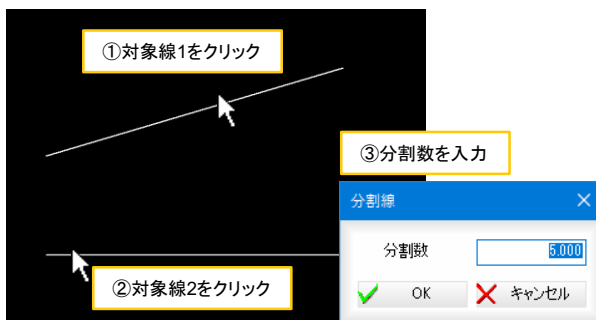 ①対象線1をクリック
③分割数を入力
分割線
分割数 5.000
OK キャンセル
②対象線2をクリック